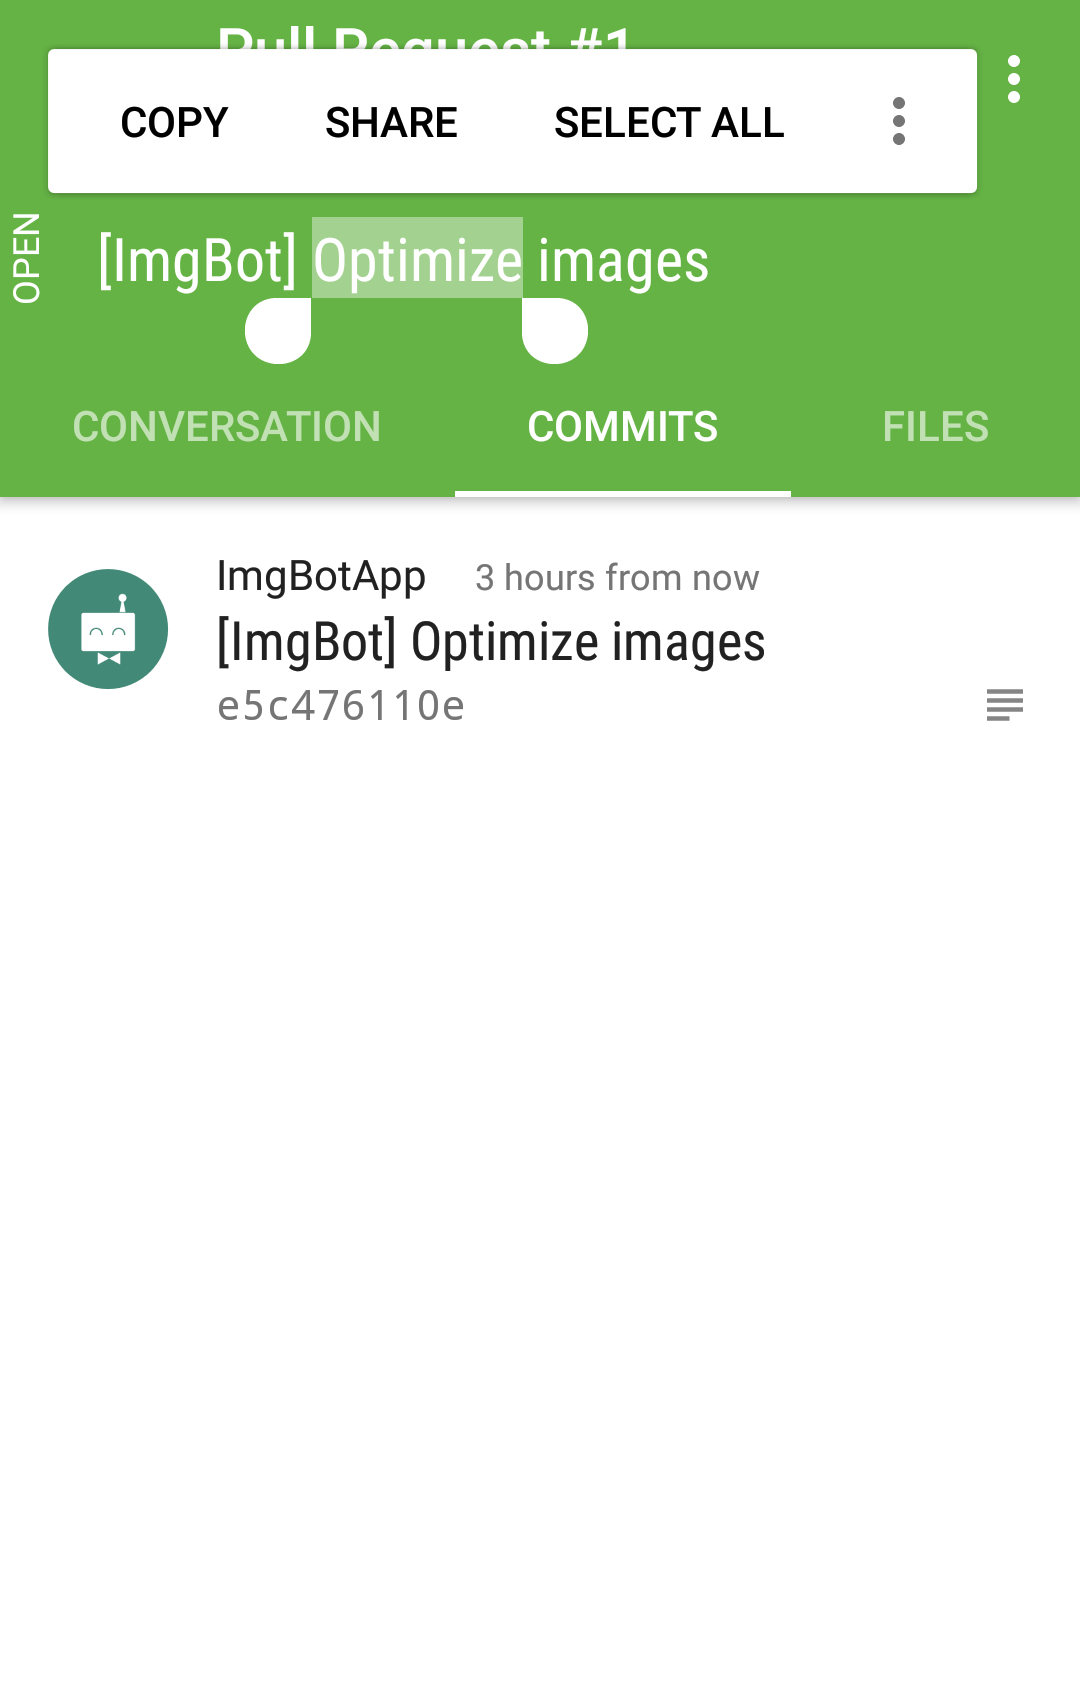 Pull Request #1
COPY SHARE SELECT ALL
OPEN
[ImgBot] Optimize images
CONVERSATION COMMITS FILES
ImgBotApp 3 hours from now
[ImgBot] Optimize images
e5c476110e